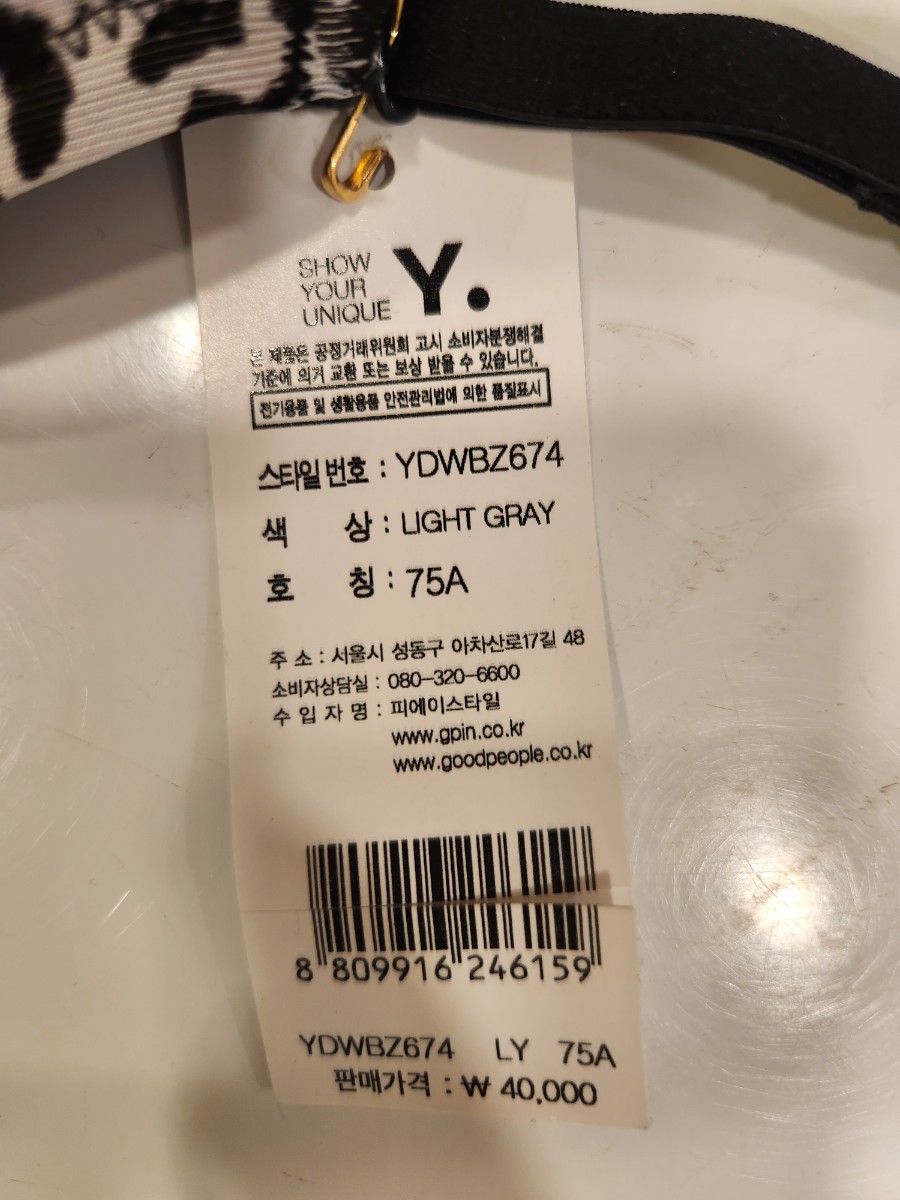 SHOW
YOUR
UNIQUE
Y.
본 제품은 공정거래위원회 고시 소비자분쟁해결
기준에 의거 교환 또는 보상 받을 수 있습니다.
전기용품 및 생활용품 안전관리법에 의한 품질표시
스타일 번호 : YDWBZ674
색 상 : LIGHT GRAY
호 칭 : 75A
주 소 : 서울시 성동구 아차산로17길 48
소비자상담실 : 080-320-6600
수 입 자 명 : 피에이스타일
www.gpin.co.kr
www.goodpeople.co.kr
8 809916 246159
YDWBZ674 LY 75A
판매가격 : ₩ 40,000